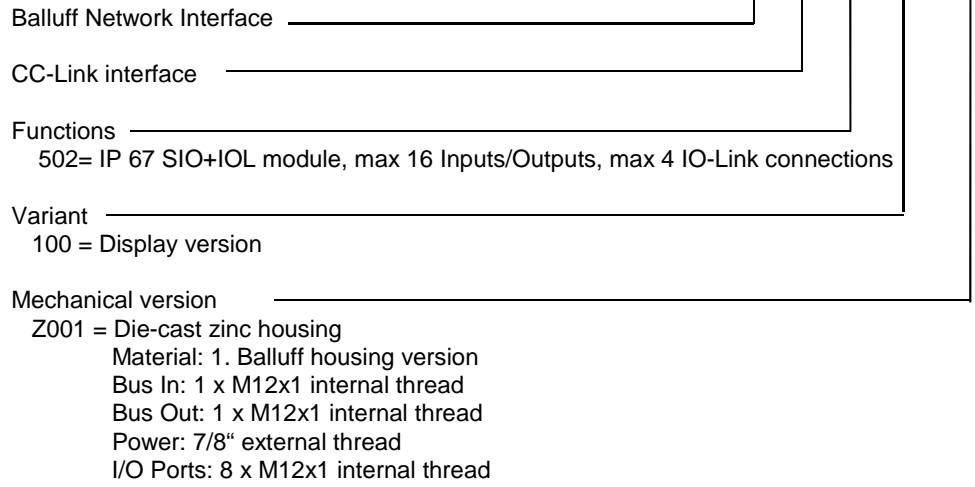 Balluff Network Interface
CC-Link interface
Functions
502= IP 67 SIO+IOL module, max 16 Inputs/Outputs, max 4 IO-Link connections
Variant
100 = Display version
Mechanical version
Z001 = Die-cast zinc housing
Material: 1. Balluff housing version
Bus In: 1 x M12x1 internal thread
Bus Out: 1 x M12x1 internal thread
Power: 7/8“ external thread
I/O Ports: 8 x M12x1 internal thread